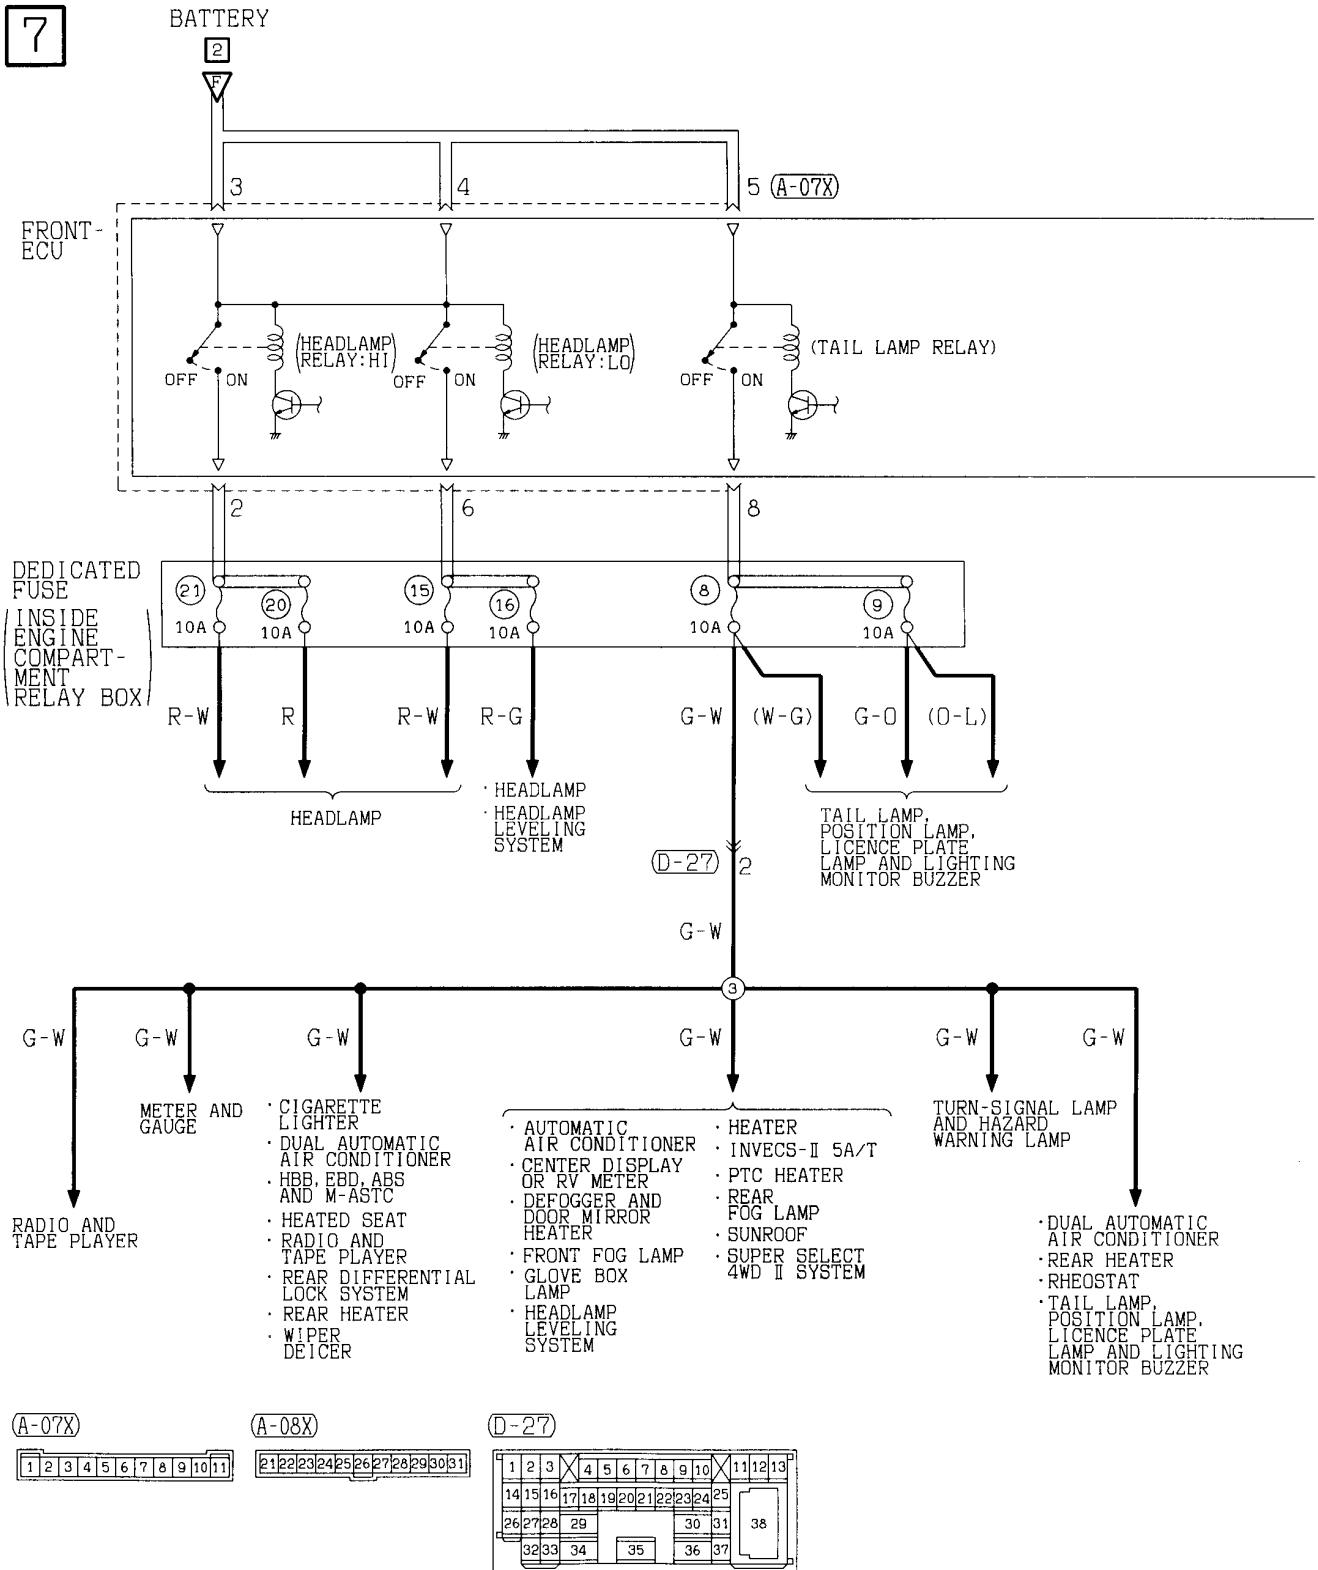 7
BATTERY
2
F
3
4
5 (A-07X)
FRONT-
ECU
(HEADLAMP
RELAY:HI)
(HEADLAMP
RELAY:LO)
(TAIL LAMP RELAY)
OFF ON
OFF ON
OFF ON
2
6
8
DEDICATED
FUSE
(INSIDE
ENGINE
COMPART-
MENT
RELAY BOX)
21
20
15
16
8
9
10A
10A
10A
10A
10A
10A
R-W
R
R-W
R-G
G-W
(W-G)
G-O
(O-L)
HEADLAMP
· HEADLAMP
· HEADLAMP
LEVELING
SYSTEM
TAIL LAMP,
POSITION LAMP,
LICENCE PLATE
LAMP AND LIGHTING
MONITOR BUZZER
(D-27)
2
G-W
3
G-W
G-W
G-W
G-W
G-W
G-W
RADIO AND
TAPE PLAYER
METER AND
GAUGE
· CIGARETTE
LIGHTER
· DUAL AUTOMATIC
AIR CONDITIONER
· HBB, EBD, ABS
AND M-ASTC
· HEATED SEAT
· RADIO AND
TAPE PLAYER
· REAR DIFFERENTIAL
LOCK SYSTEM
· REAR HEATER
· WIPER
DEICER
· AUTOMATIC
AIR CONDITIONER
· CENTER DISPLAY
OR RV METER
· DEFOGGER AND
DOOR MIRROR
HEATER
· FRONT FOG LAMP
· GLOVE BOX
LAMP
· HEADLAMP
LEVELING
SYSTEM
· HEATER
· INVECS-Ⅱ 5A/T
· PTC HEATER
· REAR
FOG LAMP
· SUNROOF
· SUPER SELECT
4WD Ⅱ SYSTEM
TURN-SIGNAL LAMP
AND HAZARD
WARNING LAMP
· DUAL AUTOMATIC
AIR CONDITIONER
· REAR HEATER
· RHEOSTAT
· TAIL LAMP,
POSITION LAMP,
LICENCE PLATE
LAMP AND LIGHTING
MONITOR BUZZER
(A-07X)
1 2 3 4 5 6 7 8 9 10 11
(A-08X)
21 22 23 24 25 26 27 28 29 30 31
(D-27)
1 2 3 4 5 6 7 8 9 10 11 12 13
14 15 16 17 18 19 20 21 22 23 24 25
26 27 28 29 30 31 38
32 33 34 35 36 37